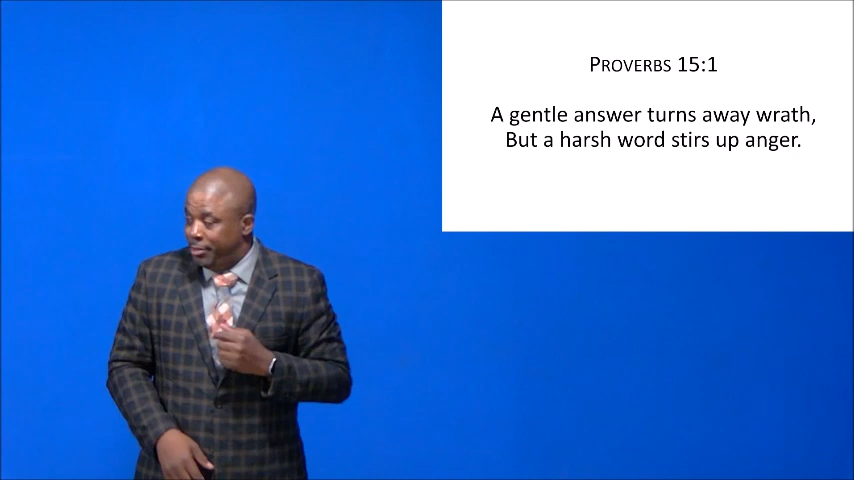 PROVERBS 15:1
A gentle answer turns away wrath,
But a harsh word stirs up anger.